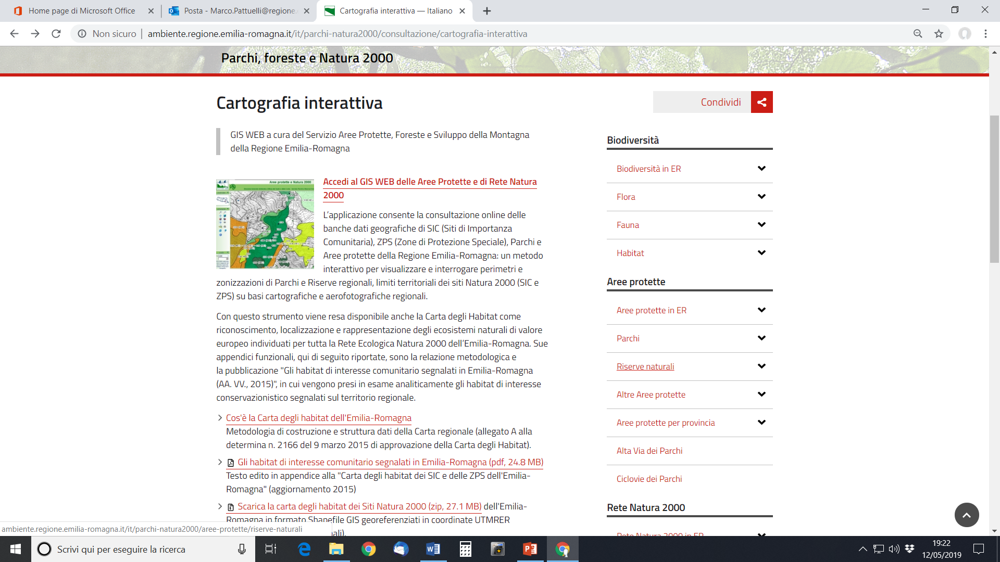 Home page di Microsoft Office
Posta - Marco.Pattuelli@regione.
Cartografia interattiva — Italiano
Non sicuro
ambiente.regione.emilia-romagna.it/it/parchi-natura2000/consultazione/cartografia-interattiva
Parchi, foreste e Natura 2000
Cartografia interattiva
Condividi
GIS WEB a cura del Servizio Aree Protette, Foreste e Sviluppo della Montagna
della Regione Emilia-Romagna
Aree protette e Natura 2000
Accedi al GIS WEB delle Aree Protette e di Rete Natura
2000
L’applicazione consente la consultazione online delle
banche dati geografiche di SIC (Siti di Importanza
Comunitaria), ZPS (Zone di Protezione Speciale), Parchi e
Aree protette della Regione Emilia-Romagna: un metodo
interattivo per visualizzare e interrogare perimetri e
zonizzazioni di Parchi e Riserve regionali, limiti territoriali dei siti Natura 2000 (SIC e
ZPS) su basi cartografiche e aerofotografiche regionali.
Con questo strumento viene resa disponibile anche la Carta degli Habitat come
riconoscimento, localizzazione e rappresentazione degli ecosistemi naturali di valore
europeo individuati per tutta la Rete Ecologica Natura 2000 dell’Emilia-Romagna. Sue
appendici funzionali, qui di seguito riportate, sono la relazione metodologica e
la pubblicazione "Gli habitat di interesse comunitario segnalati in Emilia-Romagna
(AA. VV., 2015)", in cui vengono presi in esame analiticamente gli habitat di interesse
conservazionistico segnalati sul territorio regionale.
Cos'è la Carta degli habitat dell'Emilia-Romagna
Metodologia di costruzione e struttura dati della Carta regionale (allegato A alla
determina n. 2166 del 9 marzo 2015 di approvazione della Carta degli Habitat).
Gli habitat di interesse comunitario segnalati in Emilia-Romagna (pdf, 24.8 MB)
Testo edito in appendice alla "Carta degli habitat dei SIC e delle ZPS dell'Emilia-
Romagna" (aggiornamento 2015)
Scarica la carta degli habitat dei Siti Natura 2000 (zip, 27.1 MB) dell'Emilia-
Romagna in formato Shapefile GIS georeferenziati in coordinate UTMRER
Biodiversità
Biodiversità in ER
Flora
Fauna
Habitat
Aree protette
Aree protette in ER
Parchi
Riserve naturali
Altre Aree protette
Aree protette per provincia
Alta Via dei Parchi
Ciclovie dei Parchi
Rete Natura 2000
Rete Natura 2000 in ER
ambiente.regione.emilia-romagna.it/it/parchi-natura2000/aree-protette/riserve-naturali
Scrivi qui per eseguire la ricerca
19:22
12/05/2019